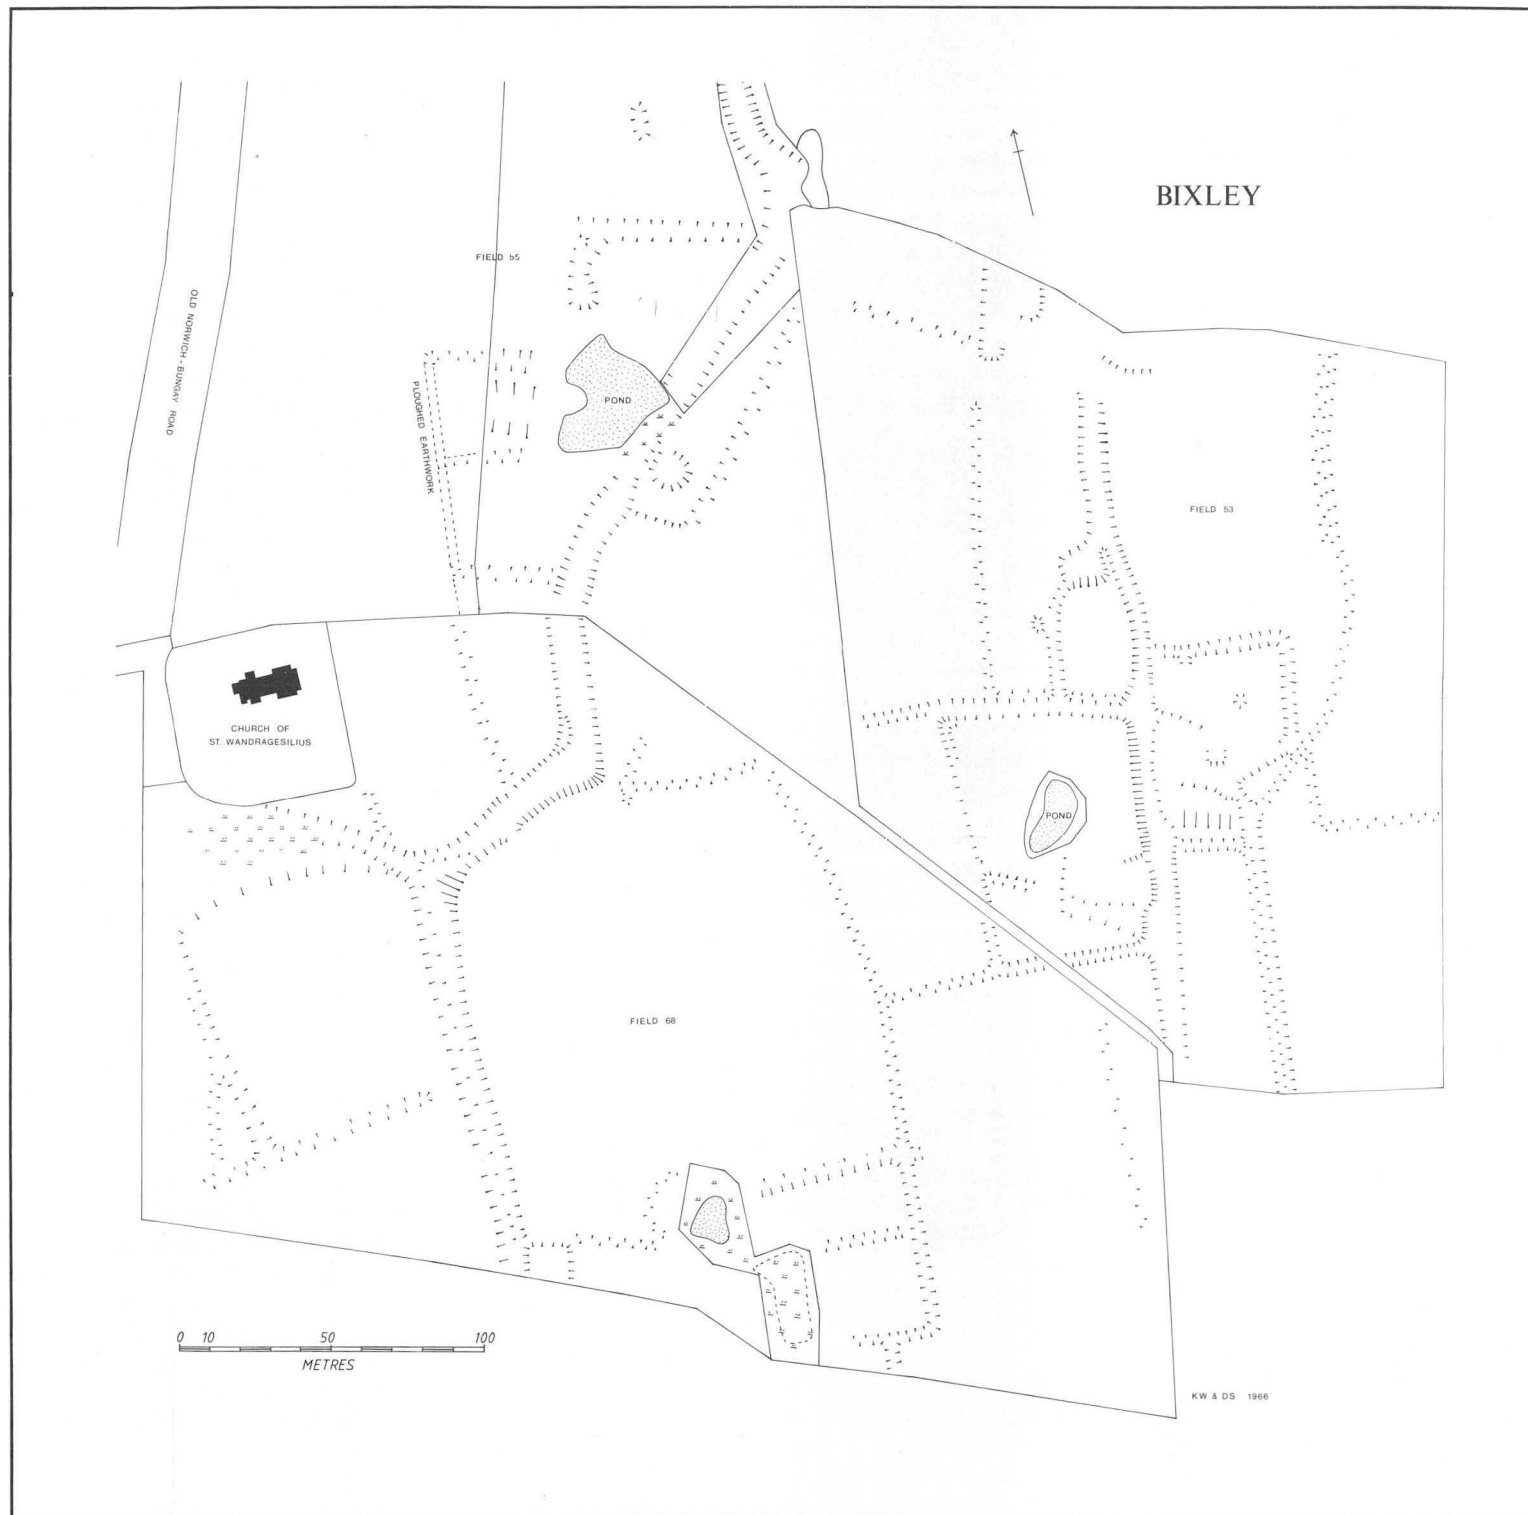 BIXLEY
FIELD 55
OLD NORWICH-BUNGAY ROAD
PLOUGHED EARTHWORK
POND
FIELD 53
CHURCH OF
ST. WANDRAGESILIUS
POND
FIELD 68
0 10 50 100
METRES
KW & DS 1966